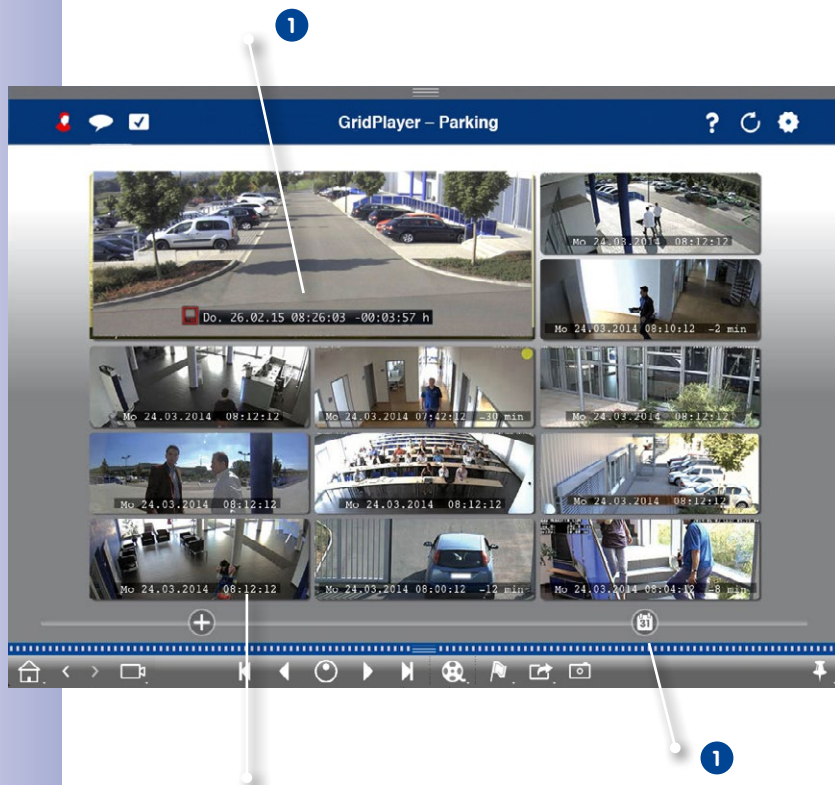 1
GridPlayer – Parking
?
Mo 24.03.2014 08:12:12
Do. 26.02.15 08:26:03 -00:03:57 h
Mo 24.03.2014 08:10:12 -2 min
Mo 24.03.2014 08:12:12
Mo 24.03.2014 07:42:12 -30 min
Mo 24.03.2014 08:12:12
Mo 24.03.2014 08:12:12
Mo 24.03.2014 08:12:12
Mo 24.03.2014 08:12:12
Mo 24.03.2014 08:12:12
Mo 24.03.2014 08:00:12 -12 min
Mo 24.03.2014 08:04:12 -8 min
31
1